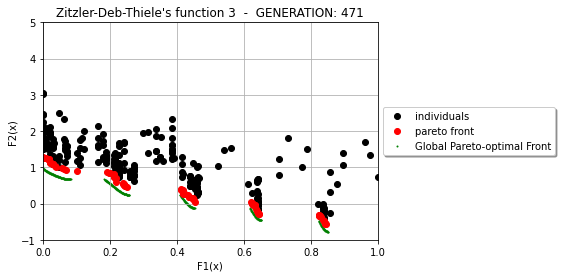 Zitzler-Deb-Thiele's function 3 - GENERATION: 471
5
4
3
2
1
0
−1
F2(x)
0.0 0.2 0.4 0.6 0.8 1.0
F1(x)
individuals
pareto front
Global Pareto-optimal Front